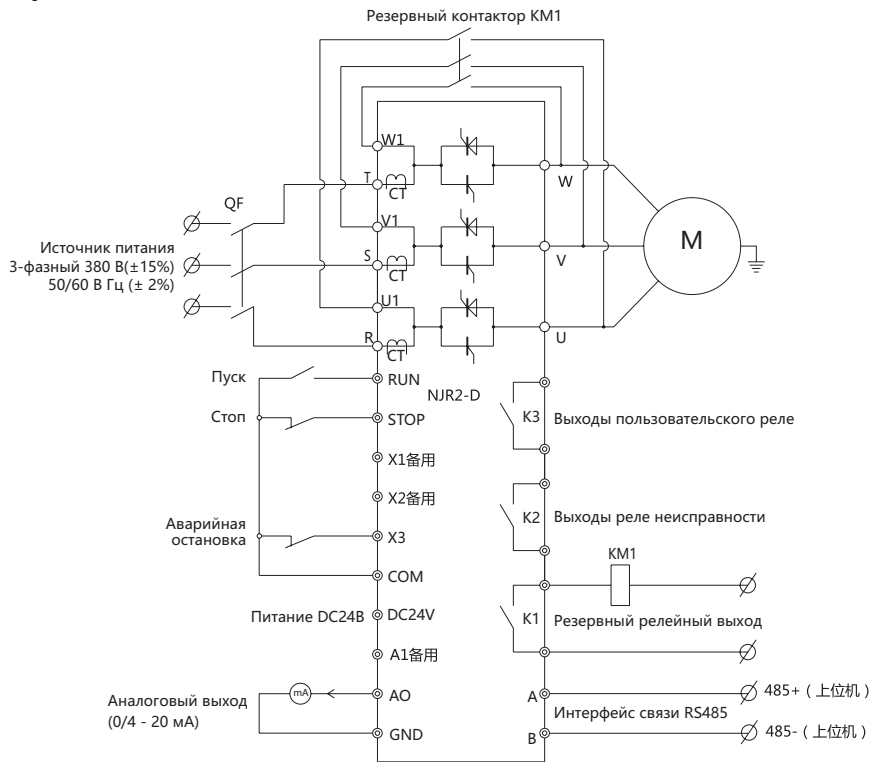 Резервный контактор KM1
W1
T
CT
W
QF
V1
S
CT
V
M
Источник питания
3-фазный 380 В(±15%)
50/60 В Гц (± 2%)
U1
R
CT
U
Пуск
RUN
NJR2-D
Стоп
STOP
K3
Выходы пользовательского реле
X1备用
X2备用
K2
Выходы реле неисправности
Аварийная
остановка
X3
KM1
COM
Питание DC24В
DC24V
K1
Резервный релейный выход
A1备用
Аналоговый выход
(0/4 - 20 мА)
mA
AO
A
485+ ( 上位机 )
Интерфейс связи RS485
GND
B
485- ( 上位机 )